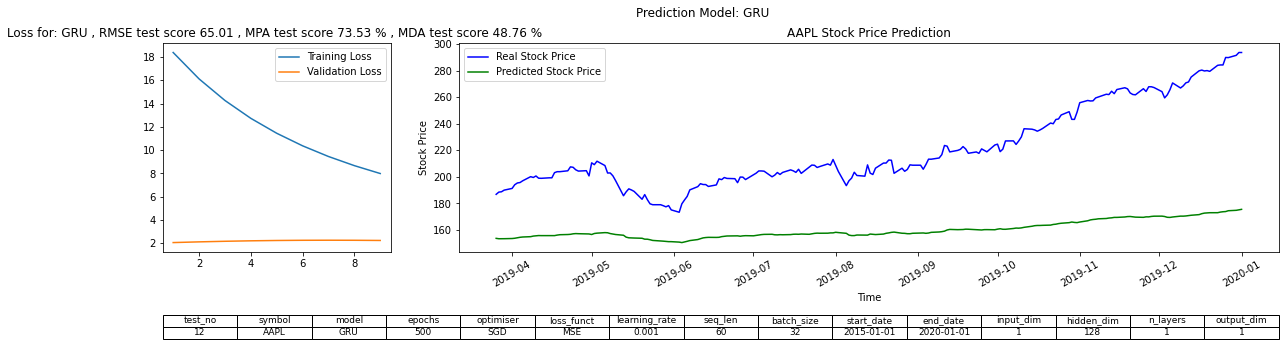 Prediction Model: GRU
Loss for: GRU , RMSE test score 65.01 , MPA test score 73.53 % , MDA test score 48.76 %
18
16
14
12
10
8
6
4
2
2
4
6
8
Training Loss
Validation Loss
AAPL Stock Price Prediction
Stock Price
300
280
260
240
220
200
180
160
Real Stock Price
Predicted Stock Price
2019-04
2019-05
2019-06
2019-07
2019-08
2019-09
2019-10
2019-11
2019-12
2020-01
Time
test_no symbol model epochs optimiser loss_funct learning_rate seq_len batch_size start_date end_date input_dim hidden_dim n_layers output_dim
12 AAPL GRU 500 SGD MSE 0.001 60 32 2015-01-01 2020-01-01 1 128 1 1